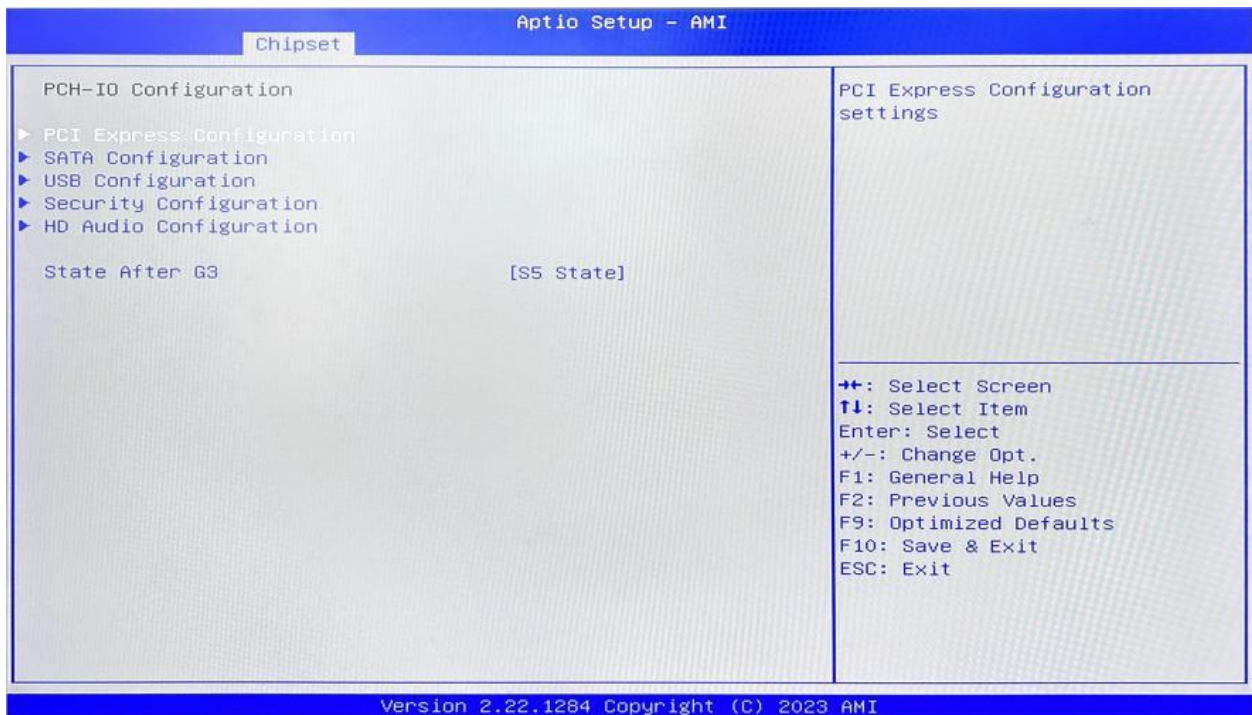 Aptio Setup – AMI
Chipset
PCH-IO Configuration
▶ PCI Express Configuration
▶ SATA Configuration
▶ USB Configuration
▶ Security Configuration
▶ HD Audio Configuration
State After G3 [S5 State]
PCI Express Configuration
settings
→←: Select Screen
↑↓: Select Item
Enter: Select
+/-: Change Opt.
F1: General Help
F2: Previous Values
F9: Optimized Defaults
F10: Save & Exit
ESC: Exit
Version 2.22.1284 Copyright (C) 2023 AMI